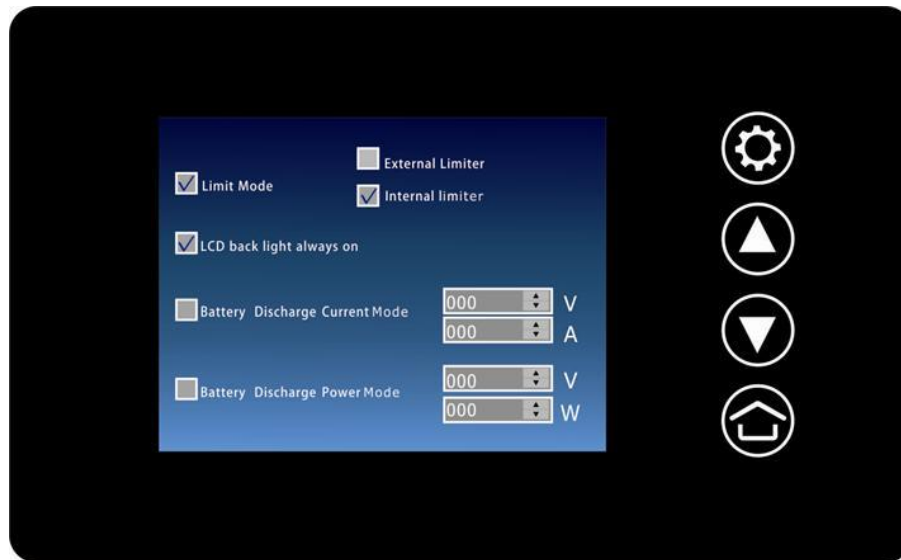 External Limiter
Limit Mode
Internal limiter
LCD back light always on
000 V
Battery Discharge Current Mode
000 A
000 V
Battery Discharge Power Mode
000 W